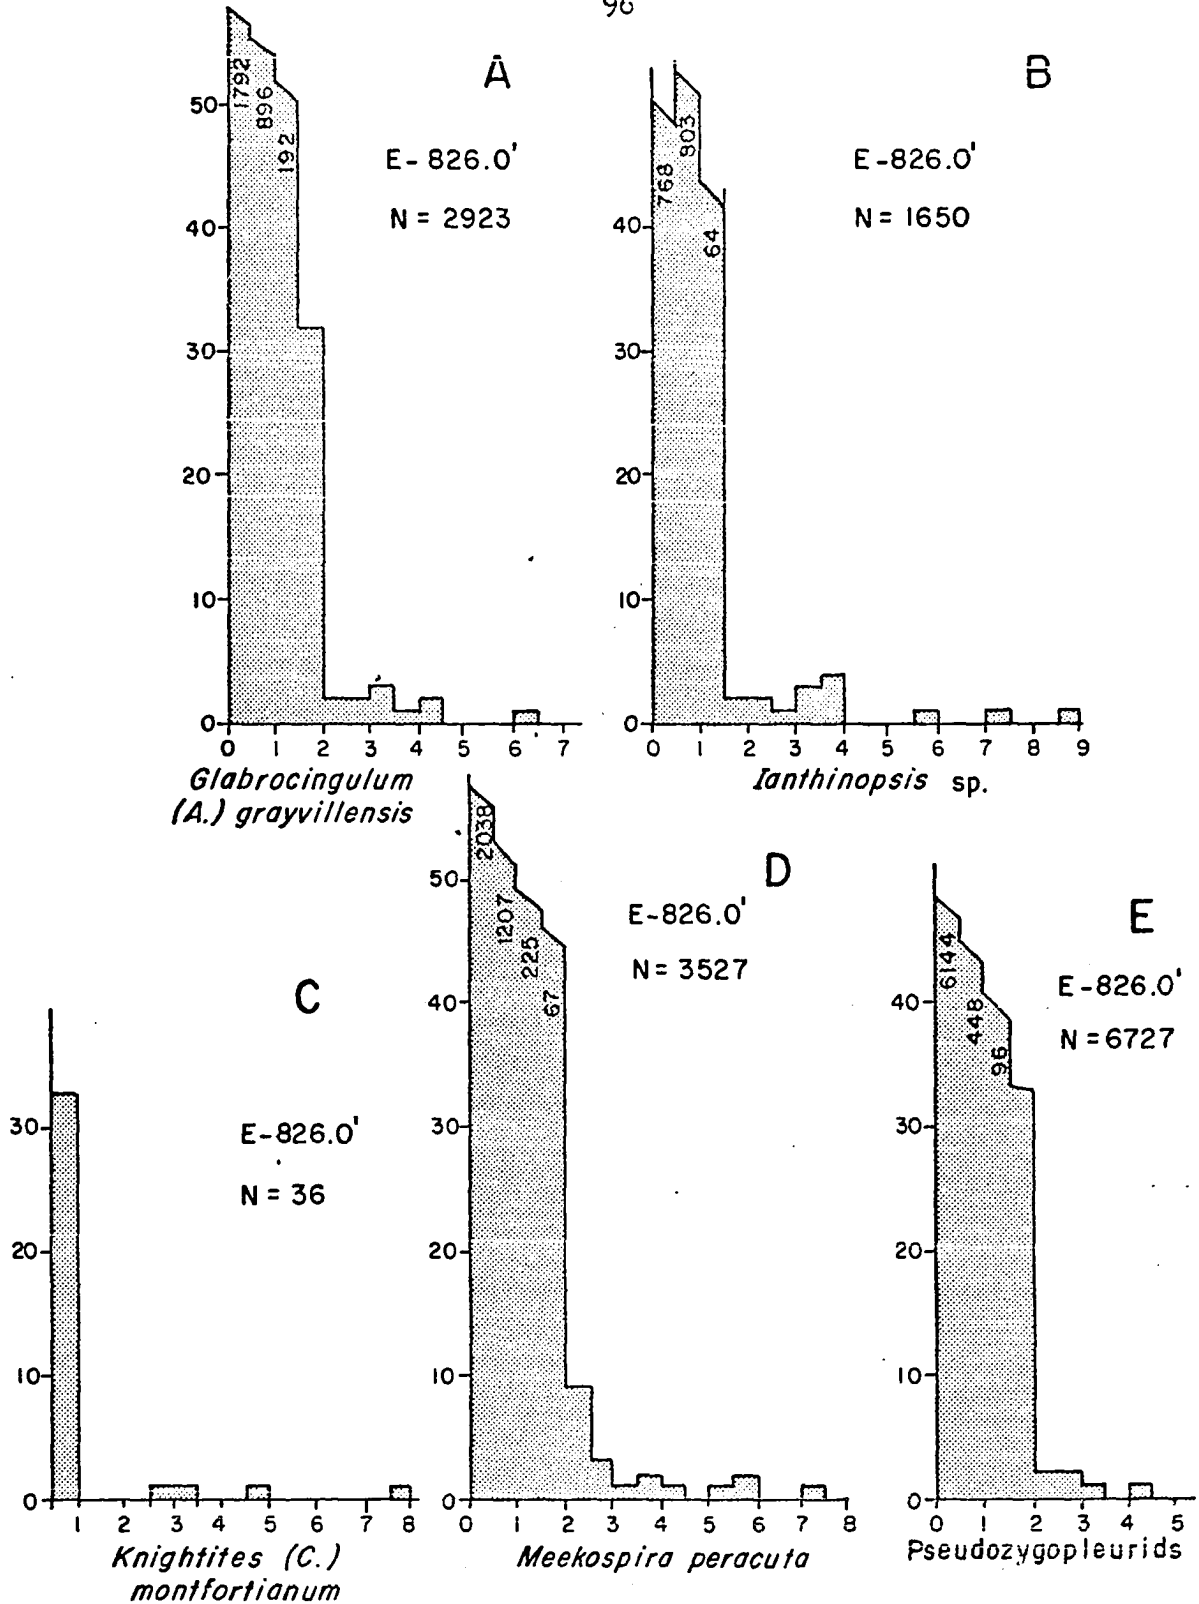 96
A
E-826.0'
N = 2923
50
40
30
20
10
0
1792
896
192
0 1 2 3 4 5 6 7
Glabrocingulum
(A.) grayvillensis
B
E-826.0'
N = 1650
40
30
20
10
0
768
803
64
0 1 2 3 4 5 6 7 8 9
Ianthinopsis sp.
C
E-826.0'
N = 36
30
20
10
0
1 2 3 4 5 6 7 8
Knightites (C.)
montfortianum
D
E-826.0'
N = 3527
50
40
30
20
10
0
2038
1207
225
67
0 1 2 3 4 5 6 7 8
Meekospira peracuta
E
E-826.0'
N = 6727
40
30
20
10
0
6144
448
96
0 1 2 3 4 5
Pseudozygopleurids